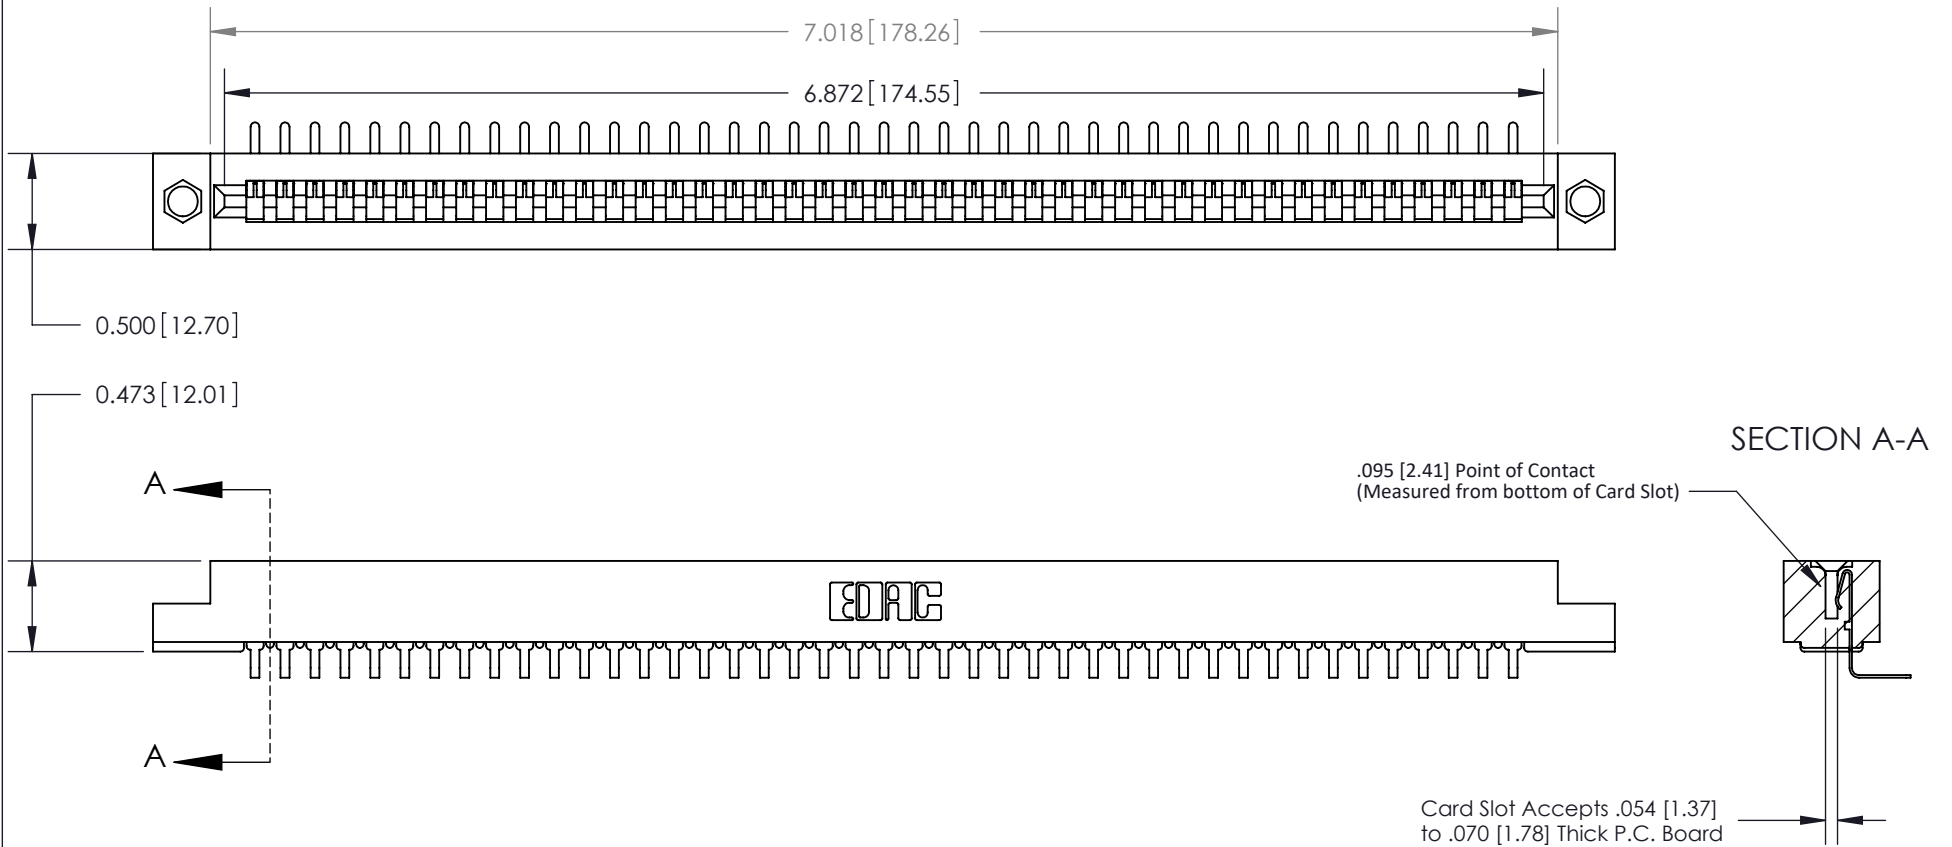 7.018[178.26]
6.872[174.55]
0.500[12.70]
0.473[12.01]
SECTION A-A
.095 [2.41] Point of Contact
(Measured from bottom of Card Slot)
A
EDAC
A
Card Slot Accepts .054 [1.37]
to .070 [1.78] Thick P.C. Board